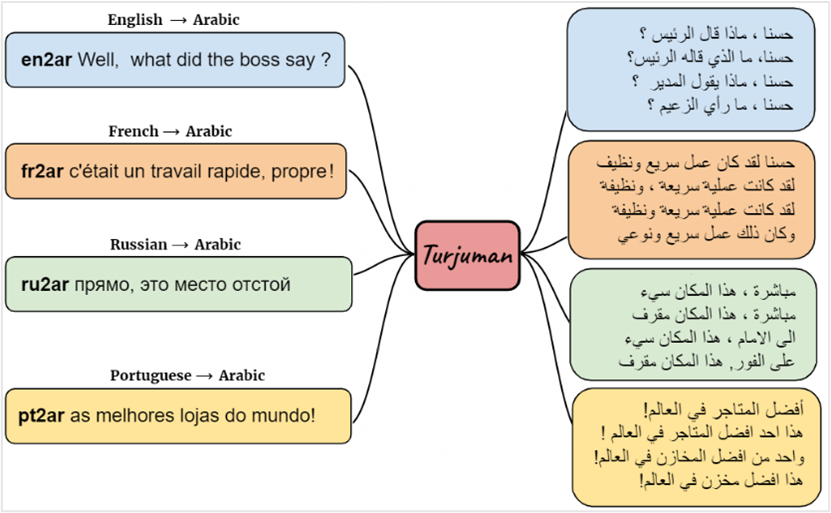 English → Arabic
en2ar Well, what did the boss say ?
French → Arabic
fr2ar c'était un travail rapide, propre!
Russian → Arabic
ru2ar прямо, это место отстой
Portuguese → Arabic
pt2ar as melhores lojas do mundo!
Turjuman
حسنا ، ماذا قال الرئيس ؟
حسنا، ما الذي قاله الرئيس؟
حسنا ، ماذا يقول المدير ؟
حسنا ، ما رأي الزعيم ؟
حسنا لقد كان عمل سريع ونظيف
لقد كانت عملية سريعة ، ونظيفة
لقد كانت عملية سريعة ونظيفة
وكان ذلك عمل سريع ونوعي
مباشرة ، هذا المكان سيء
مباشرة ، هذا المكان مقرف
الى الامام ، هذا المكان سيء
على الفور, هذا المكان مقرف
أفضل المتاجر في العالم!
هذا احد افضل المتاجر في العالم !
واحد من افضل المخازن في العالم!
هذا افضل مخزن في العالم!